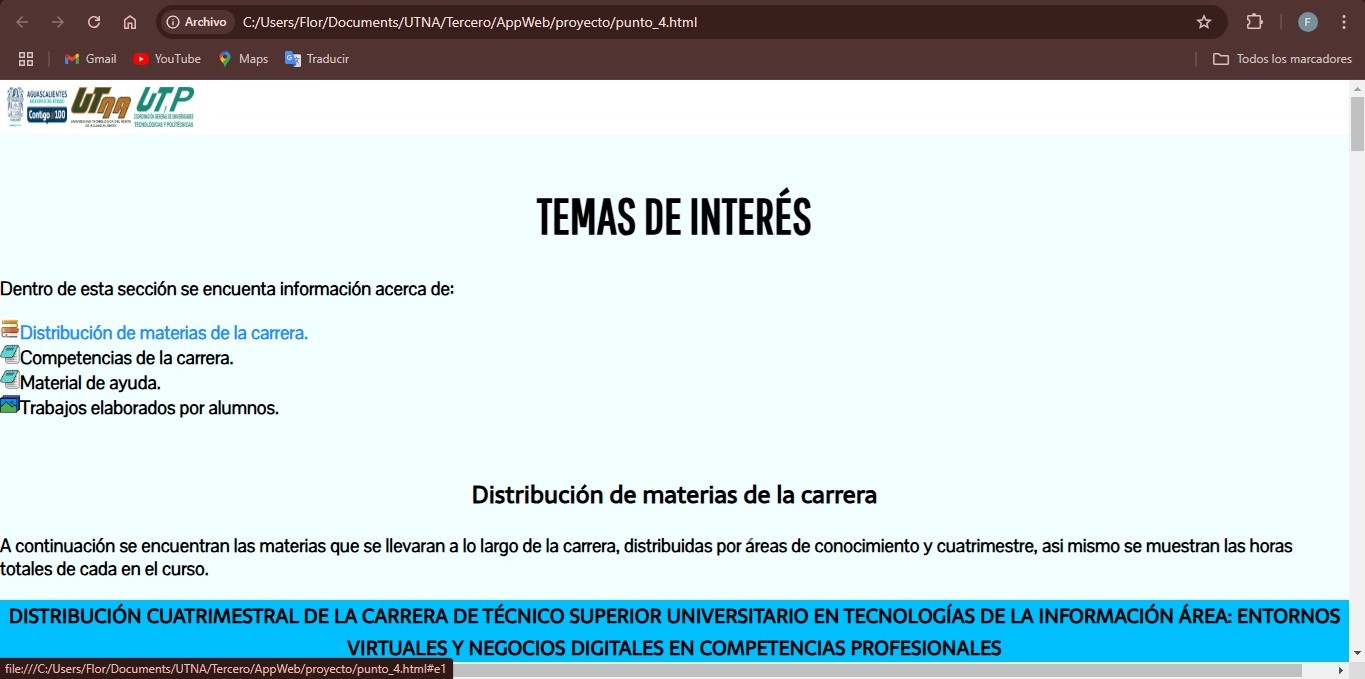 Archivo C:/Users/Flor/Documents/UTNA/Tercero/AppWeb/proyecto/punto_4.html F
Gmail YouTube Maps Traducir Todos los marcadores
AGUASCALIENTES
Contigo al 100
UTNA
UT,P
TECNOLÓGICAS Y POLITÉCNICAS
TEMAS DE INTERÉS
Dentro de esta sección se encuenta información acerca de:
Distribución de materias de la carrera.
Competencias de la carrera.
Material de ayuda.
Trabajos elaborados por alumnos.
Distribución de materias de la carrera
A continuación se encuentran las materias que se llevaran a lo largo de la carrera, distribuidas por áreas de conocimiento y cuatrimestre, asi mismo se muestran las horas
totales de cada en el curso.
DISTRIBUCIÓN CUATRIMESTRAL DE LA CARRERA DE TÉCNICO SUPERIOR UNIVERSITARIO EN TECNOLOGÍAS DE LA INFORMACIÓN ÁREA: ENTORNOS
VIRTUALES Y NEGOCIOS DIGITALES EN COMPETENCIAS PROFESIONALES
file:///C:/Users/Flor/Documents/UTNA/Tercero/AppWeb/proyecto/punto_4.html#e1